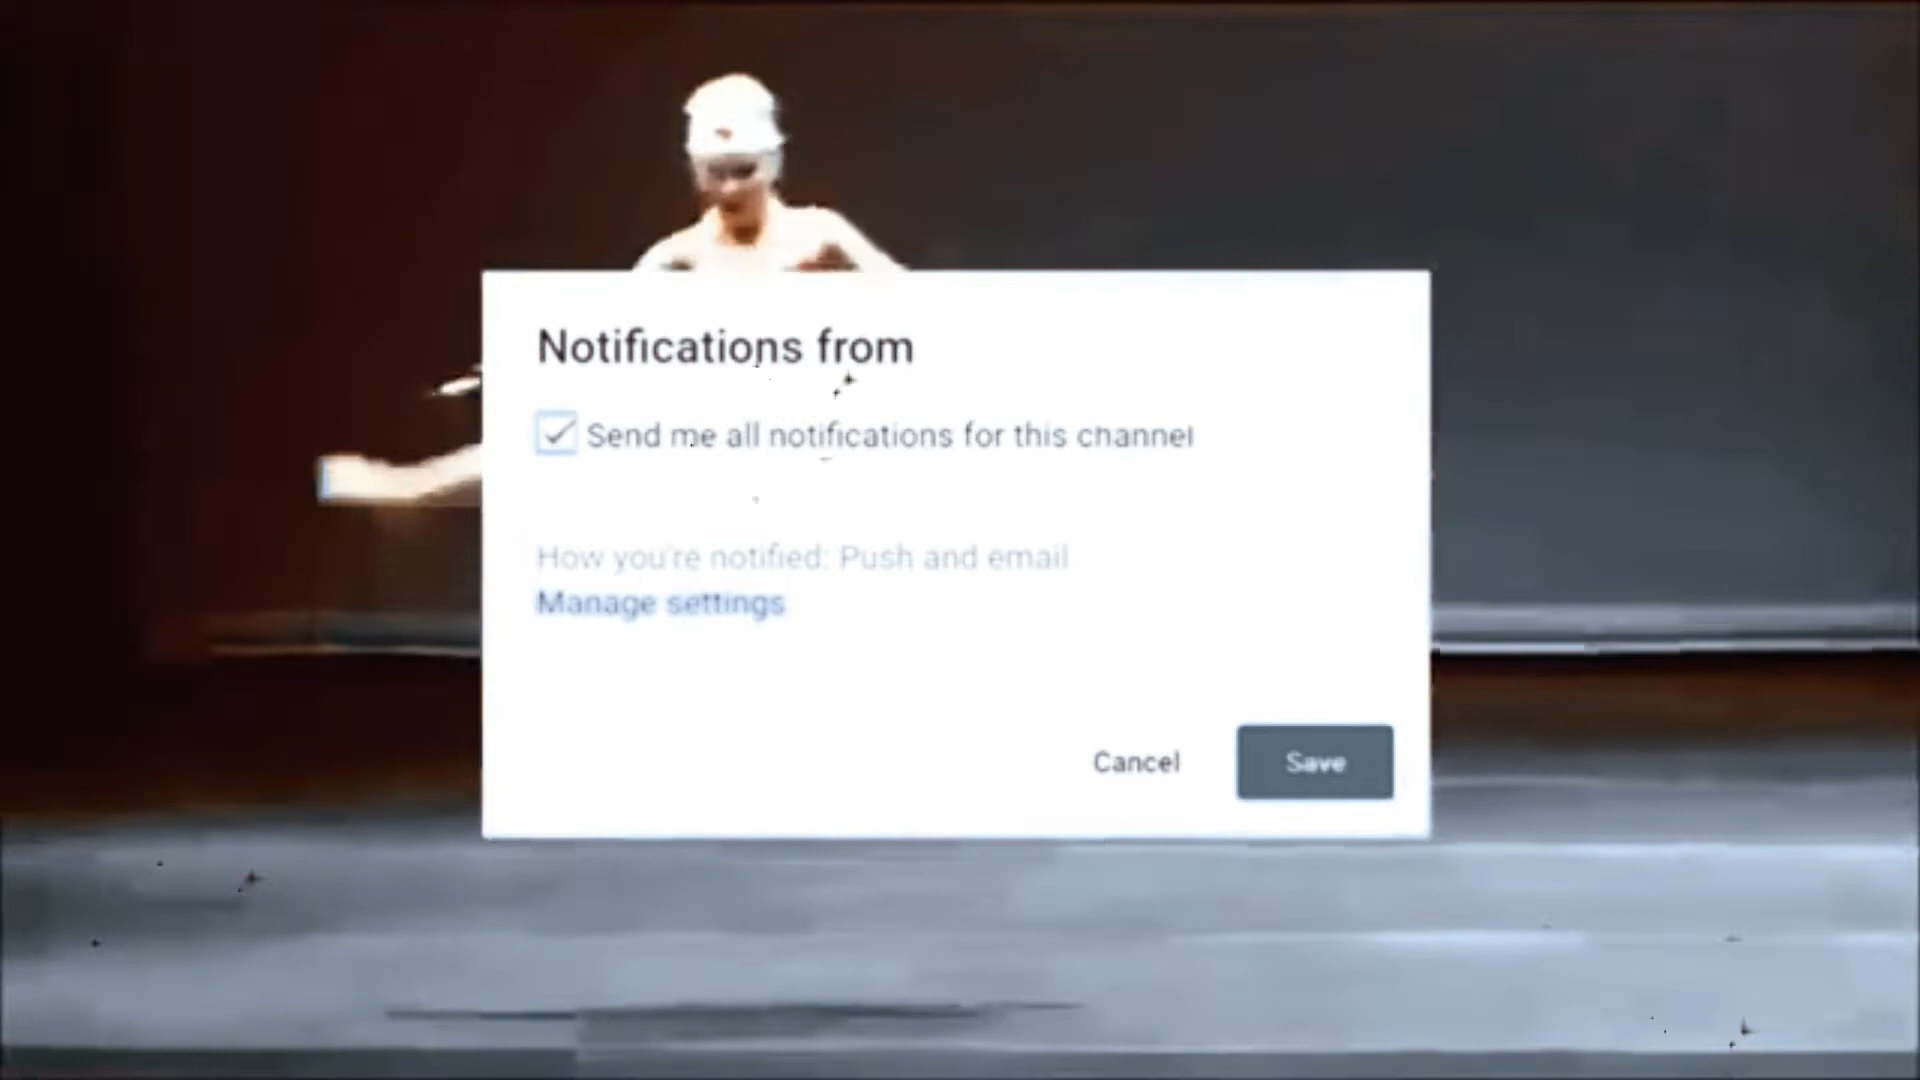 Notifications from
Send me all notifications for this channel
How you're notified: Push and email
Manage settings
Cancel
Save